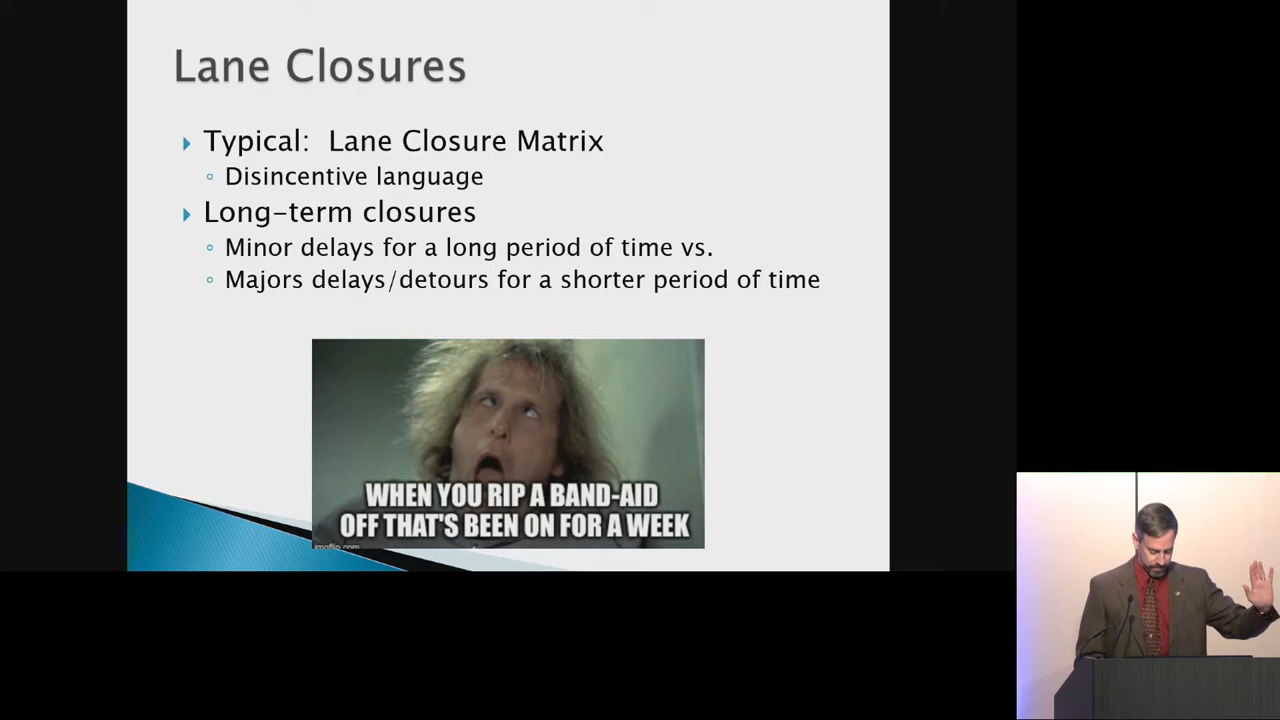 Lane Closures
Typical: Lane Closure Matrix
Disincentive language
Long-term closures
Minor delays for a long period of time vs.
Majors delays/detours for a shorter period of time
WHEN YOU RIP A BAND-AID
OFF THAT'S BEEN ON FOR A WEEK
imgflip.com